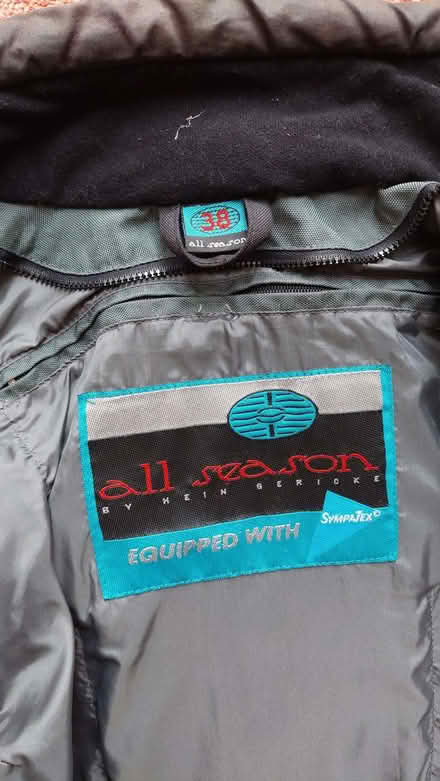 38
all season
all season
BY HEIN GERICKE
EQUIPPED WITH
SYMPATEX©